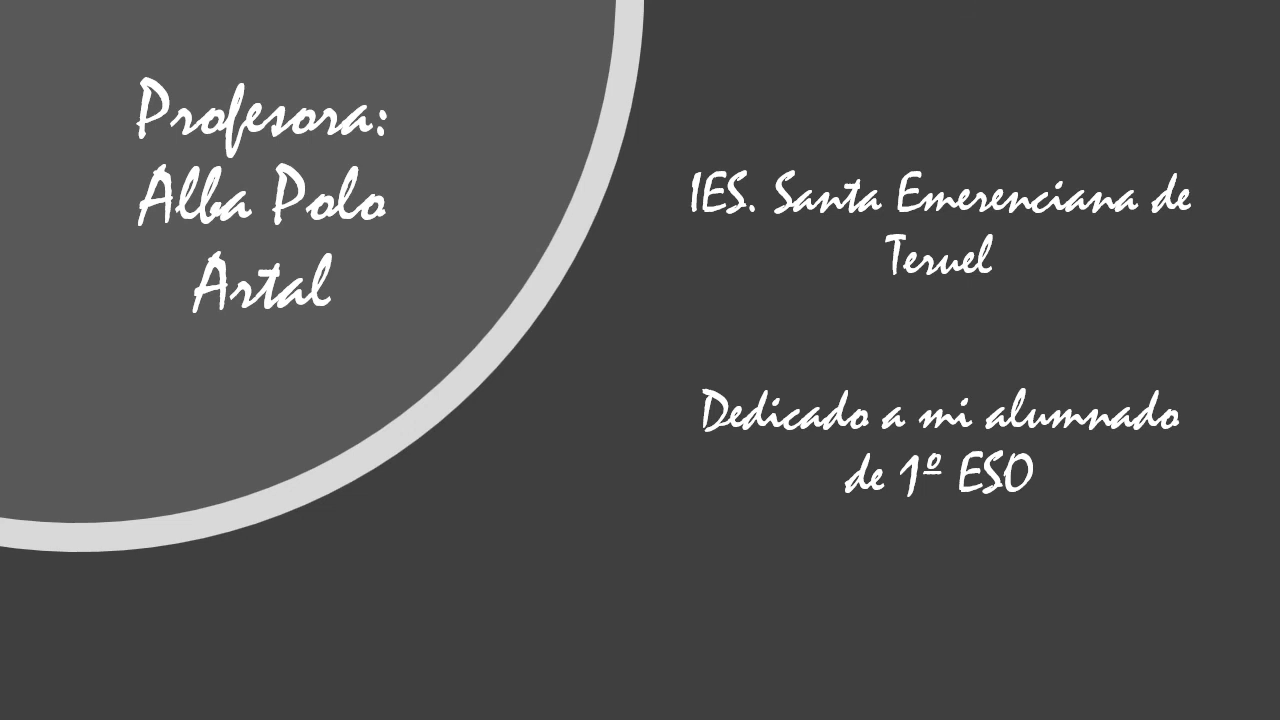 Profesora:
Alba Polo
Artal
IES. Santa Emerenciana de
Teruel
Dedicado a mi alumnado
de 1º ESO